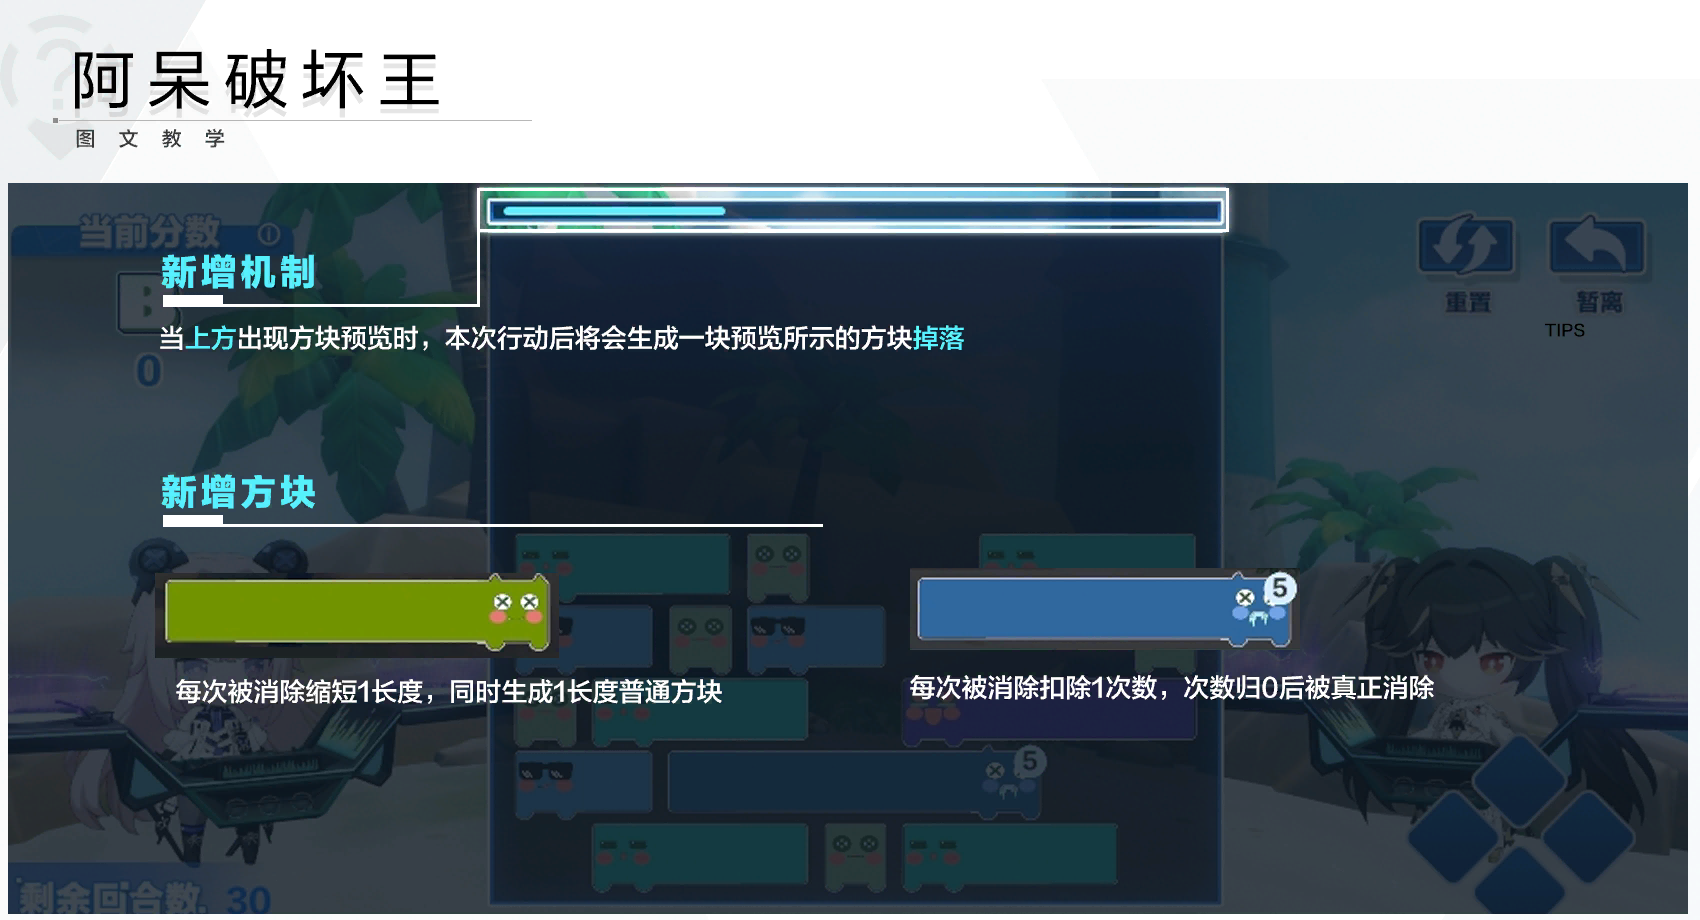 阿呆破坏王
图文教学
当前分数
新增机制
B
重置
暂离
当上方出现方块预览时，本次行动后将会生成一块预览所示的方块掉落
TIPS
0
新增方块
5
每次被消除缩短1长度，同时生成1长度普通方块
每次被消除扣除1次数，次数归0后被真正消除
5
剩余回合数 30